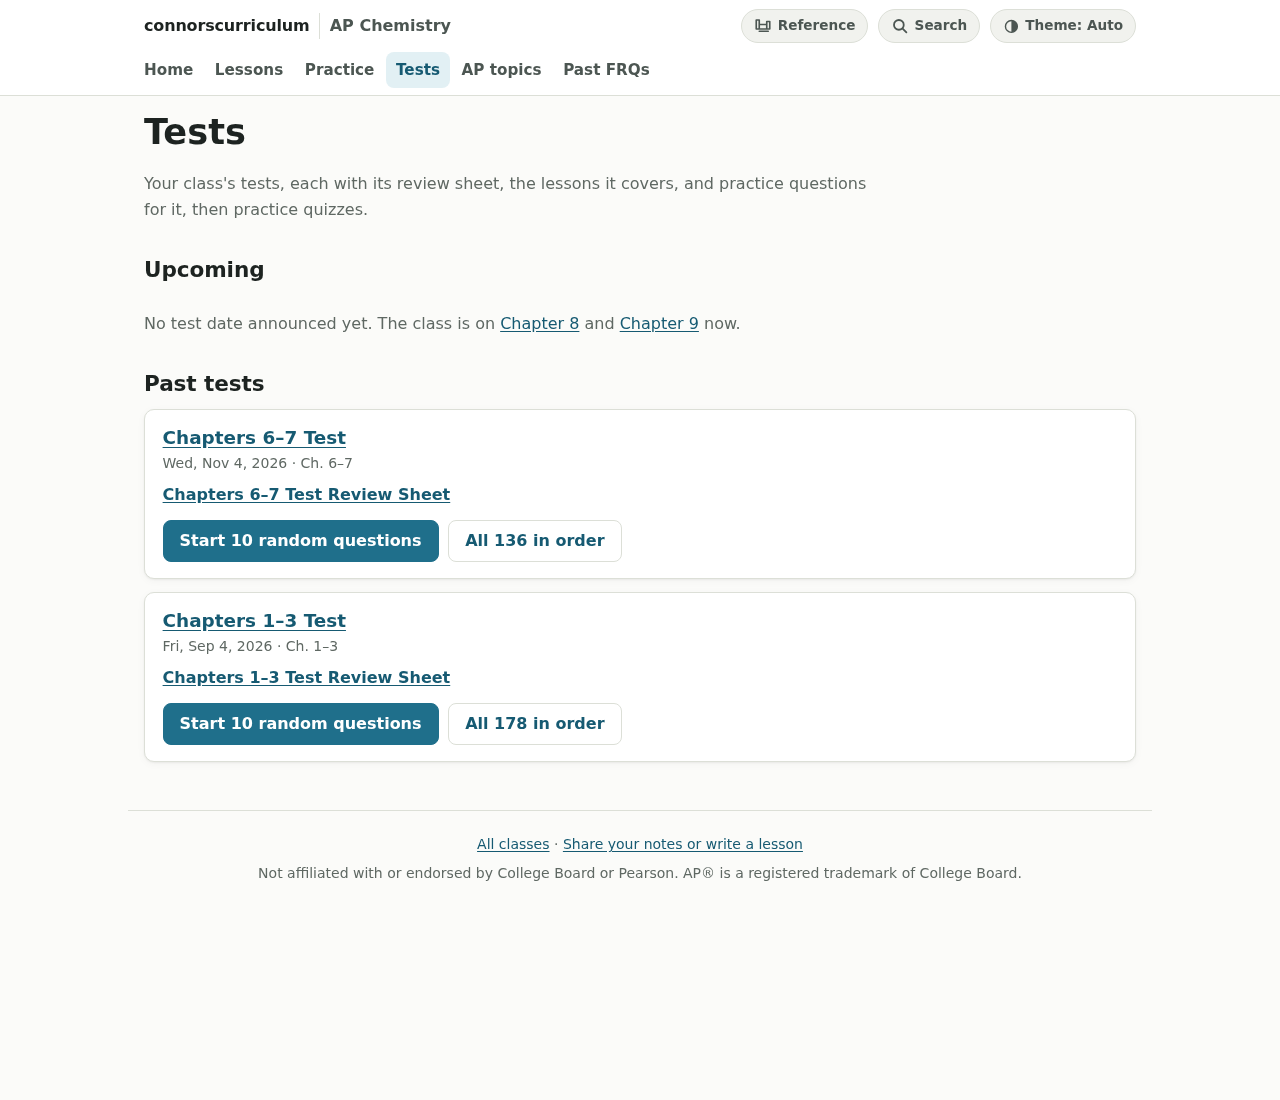 connorscurriculum AP Chemistry Reference Search Theme: Auto
Home Lessons Practice Tests AP topics Past FRQs
Tests
Your class's tests, each with its review sheet, the lessons it covers, and practice questions
for it, then practice quizzes.
Upcoming
No test date announced yet. The class is on Chapter 8 and Chapter 9 now.
Past tests
Chapters 6–7 Test
Wed, Nov 4, 2026 · Ch. 6–7
Chapters 6–7 Test Review Sheet
Start 10 random questions All 136 in order
Chapters 1–3 Test
Fri, Sep 4, 2026 · Ch. 1–3
Chapters 1–3 Test Review Sheet
Start 10 random questions All 178 in order
All classes · Share your notes or write a lesson
Not affiliated with or endorsed by College Board or Pearson. AP® is a registered trademark of College Board.